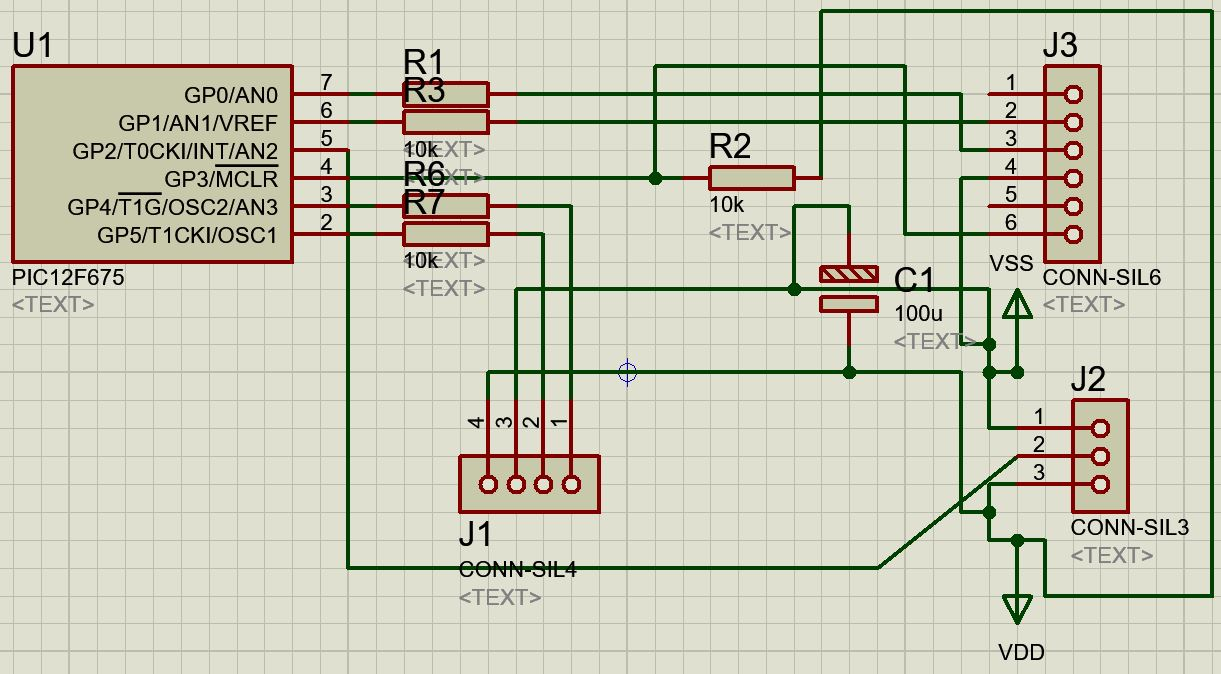 U1
GP0/AN0
GP1/AN1/VREF
GP2/T0CKI/INT/AN2
GP3/MCLR
GP4/T1G/OSC2/AN3
GP5/T1CKI/OSC1
7
6
5
4
3
2
PIC12F675
<TEXT>
R1
R3
10k
<TEXT>
<TEXT>
R6
R7
10k
<TEXT>
<TEXT>
R2
10k
<TEXT>
C1
100u
<TEXT>
J3
1
2
3
4
5
6
CONN-SIL6
<TEXT>
VSS
J2
1
2
3
CONN-SIL3
<TEXT>
VDD
4
3
2
1
J1
CONN-SIL4
<TEXT>